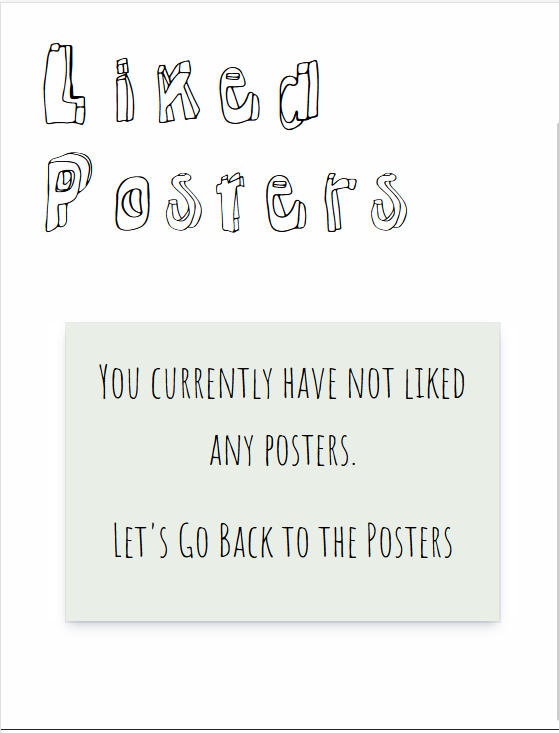 Liked
Posters
You currently have not liked
any posters.
Let's Go Back to the Posters